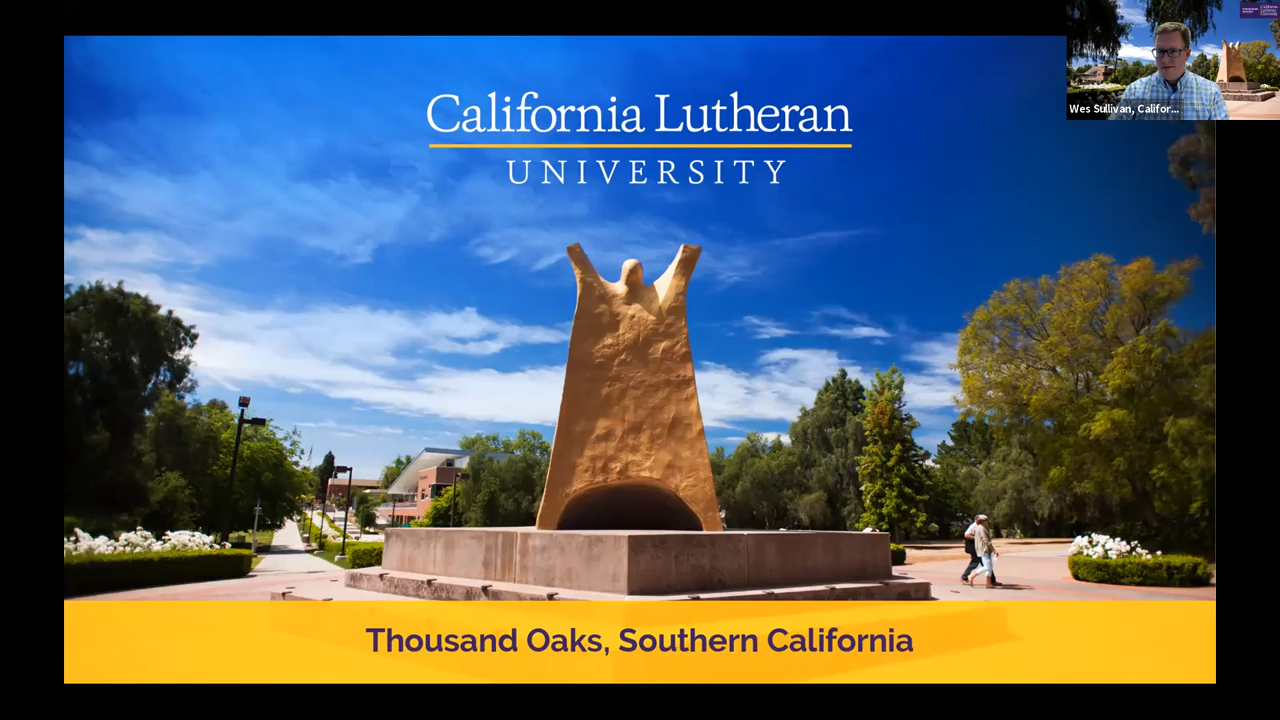 California Lutheran
UNIVERSITY
Wes Sullivan, Califor...
Thousand Oaks, Southern California